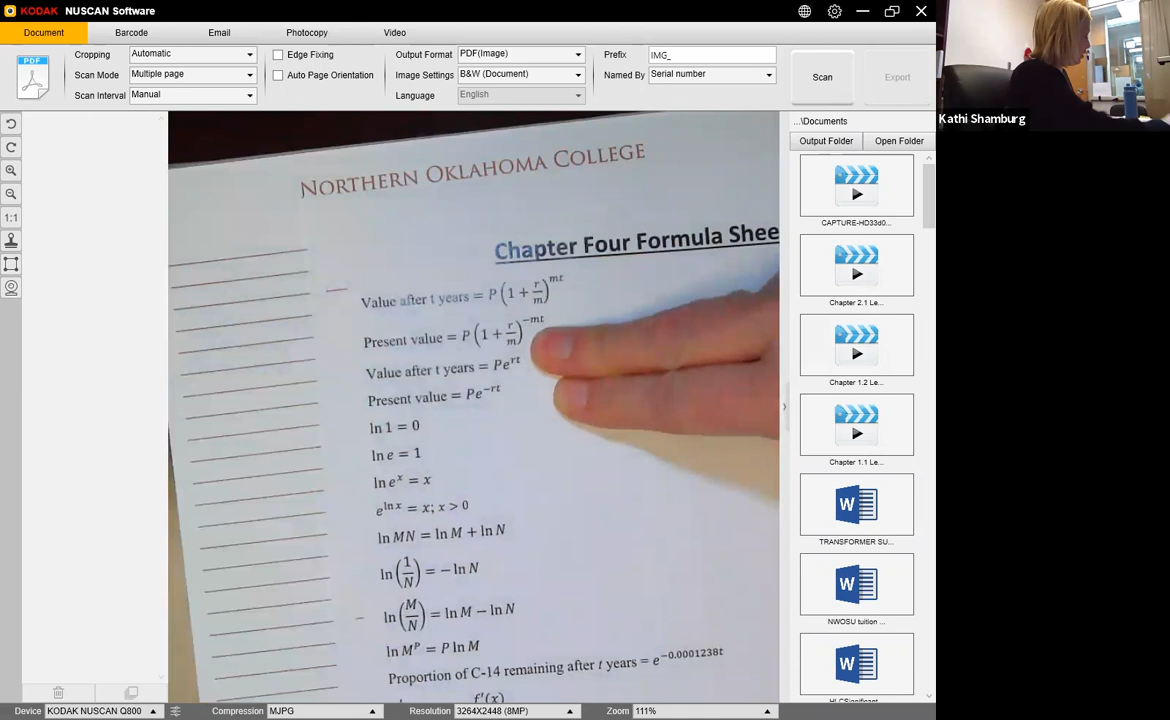 KODAK NUSCAN Software
Document Barcode Email Photocopy Video
Cropping Automatic Edge Fixing Output Format PDF(Image) Prefix IMG_
PDF Scan Mode Multiple page Auto Page Orientation Image Settings B&W (Document) Named By Serial number Scan Export
Scan Interval Manual Language English
Kathi Shamburg
...\Documents
Output Folder Open Folder
1:1
NORTHERN OKLAHOMA COLLEGE
Chapter Four Formula Shee
Value after t years = P(1 + r/m)^mt
Present value = P(1 + r/m)^−mt
Value after t years = Pe^rt
Present value = Pe^−rt
ln 1 = 0
ln e = 1
ln e^x = x
e^ln x = x; x > 0
ln MN = ln M + ln N
ln(1/N) = − ln N
ln(M/N) = ln M − ln N
ln M^P = P ln M
Proportion of C-14 remaining after t years = e^−0.0001238t
f′(x)
CAPTURE-HD33d0...
Chapter 2.1 Le...
Chapter 1.2 Le...
Chapter 1.1 Le...
W
TRANSFORMER SU...
W
NWOSU tuition ...
W
HLCSignificant
Device KODAK NUSCAN Q800 Compression MJPG Resolution 3264X2448 (8MP) Zoom 111%